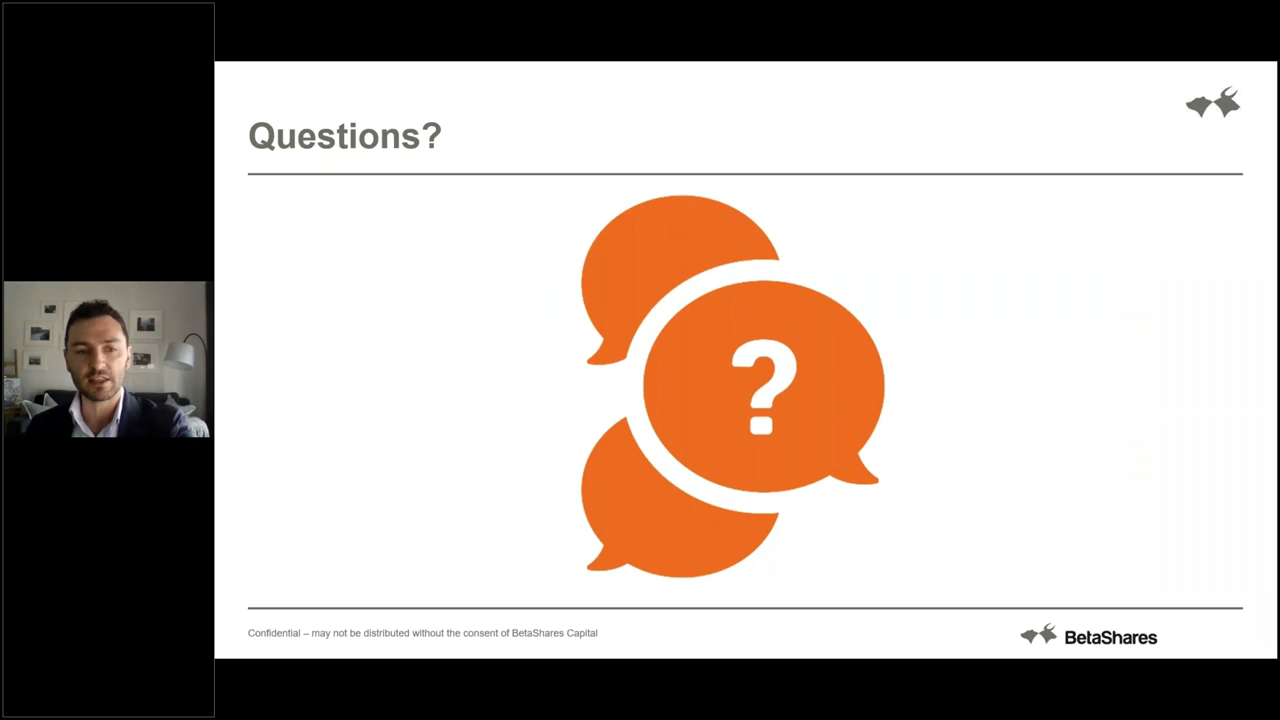 Questions?
?
Confidential – may not be distributed without the consent of BetaShares Capital
BetaShares